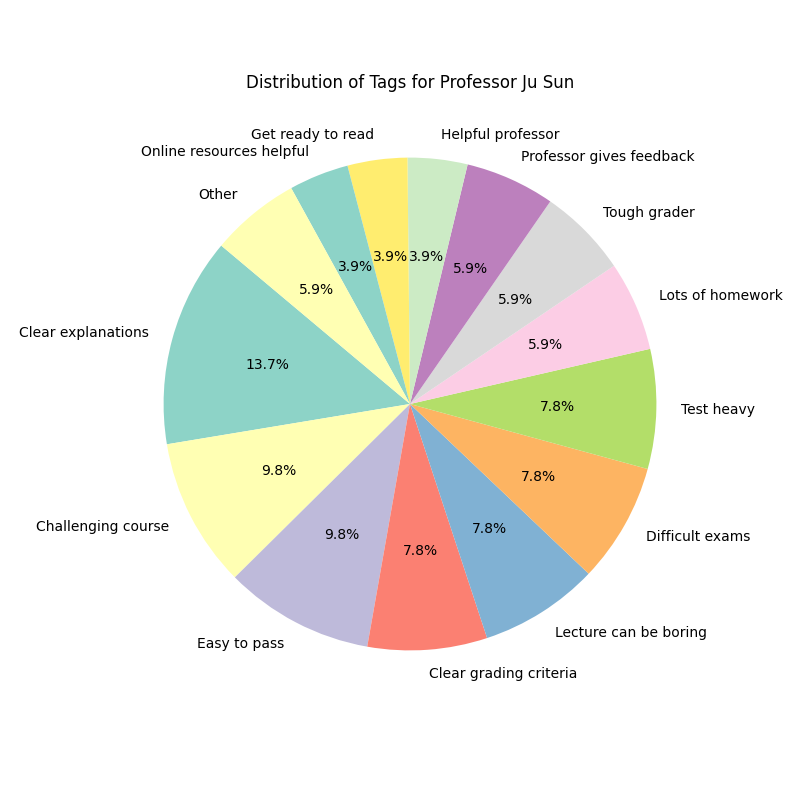 Distribution of Tags for Professor Ju Sun
Get ready to read
Helpful professor
Online resources helpful
Professor gives feedback
Other
Tough grader
3.9%
3.9%
3.9%
5.9%
5.9%
5.9%
Lots of homework
Clear explanations
5.9%
13.7%
7.8%
Test heavy
9.8%
7.8%
Challenging course
9.8%
7.8%
Difficult exams
7.8%
Lecture can be boring
Easy to pass
Clear grading criteria